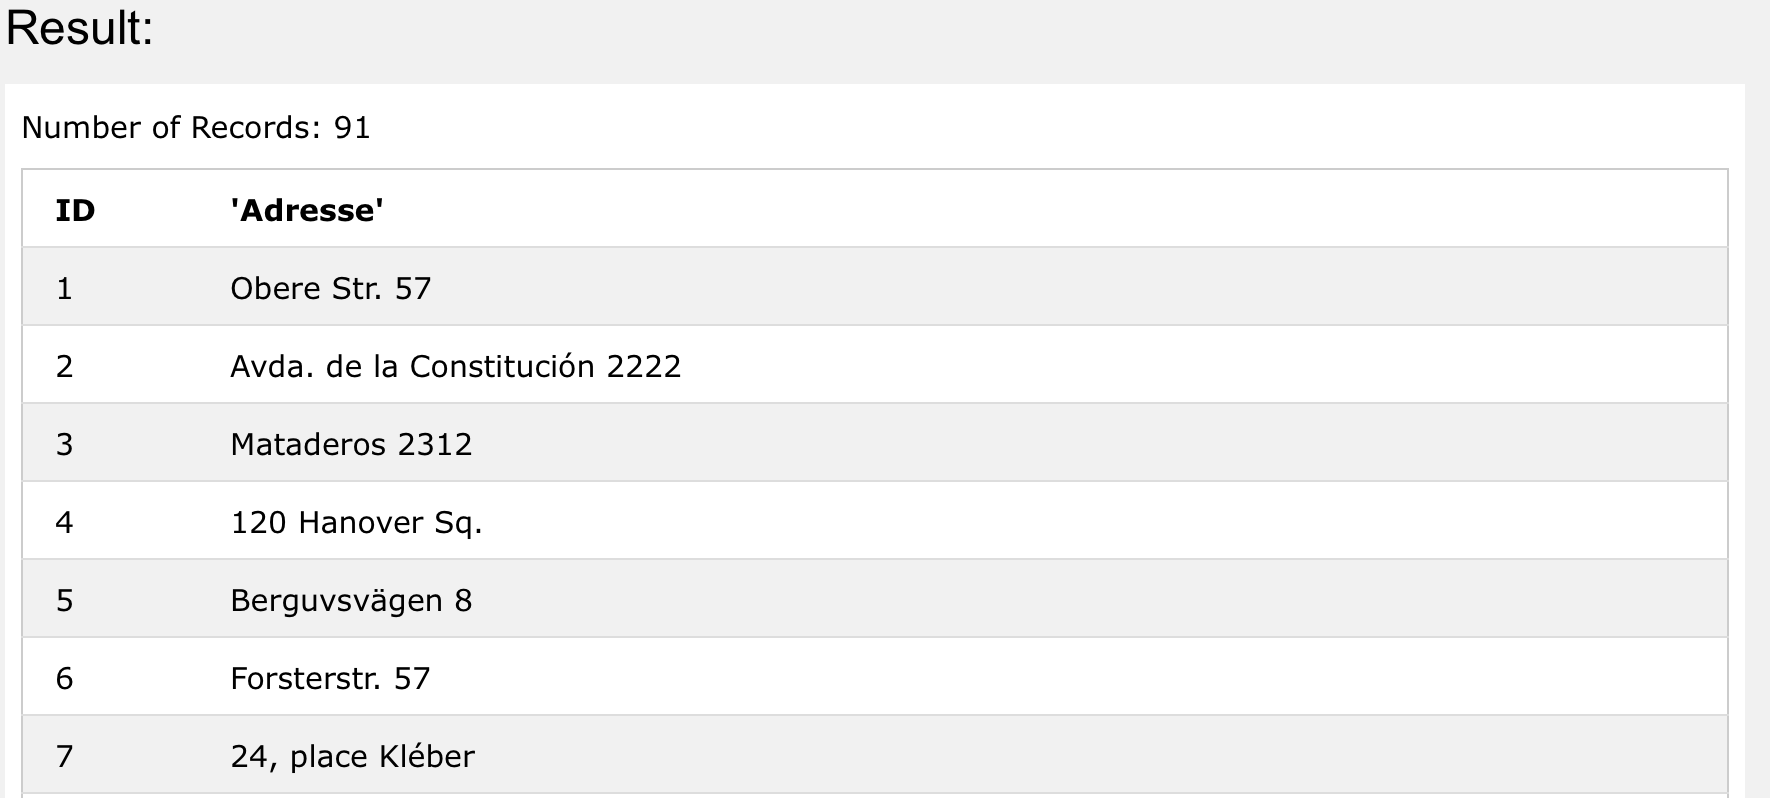 Result:
Number of Records: 91
ID 'Adresse'
1 Obere Str. 57
2 Avda. de la Constitución 2222
3 Mataderos 2312
4 120 Hanover Sq.
5 Berguvsvägen 8
6 Forsterstr. 57
7 24, place Kléber